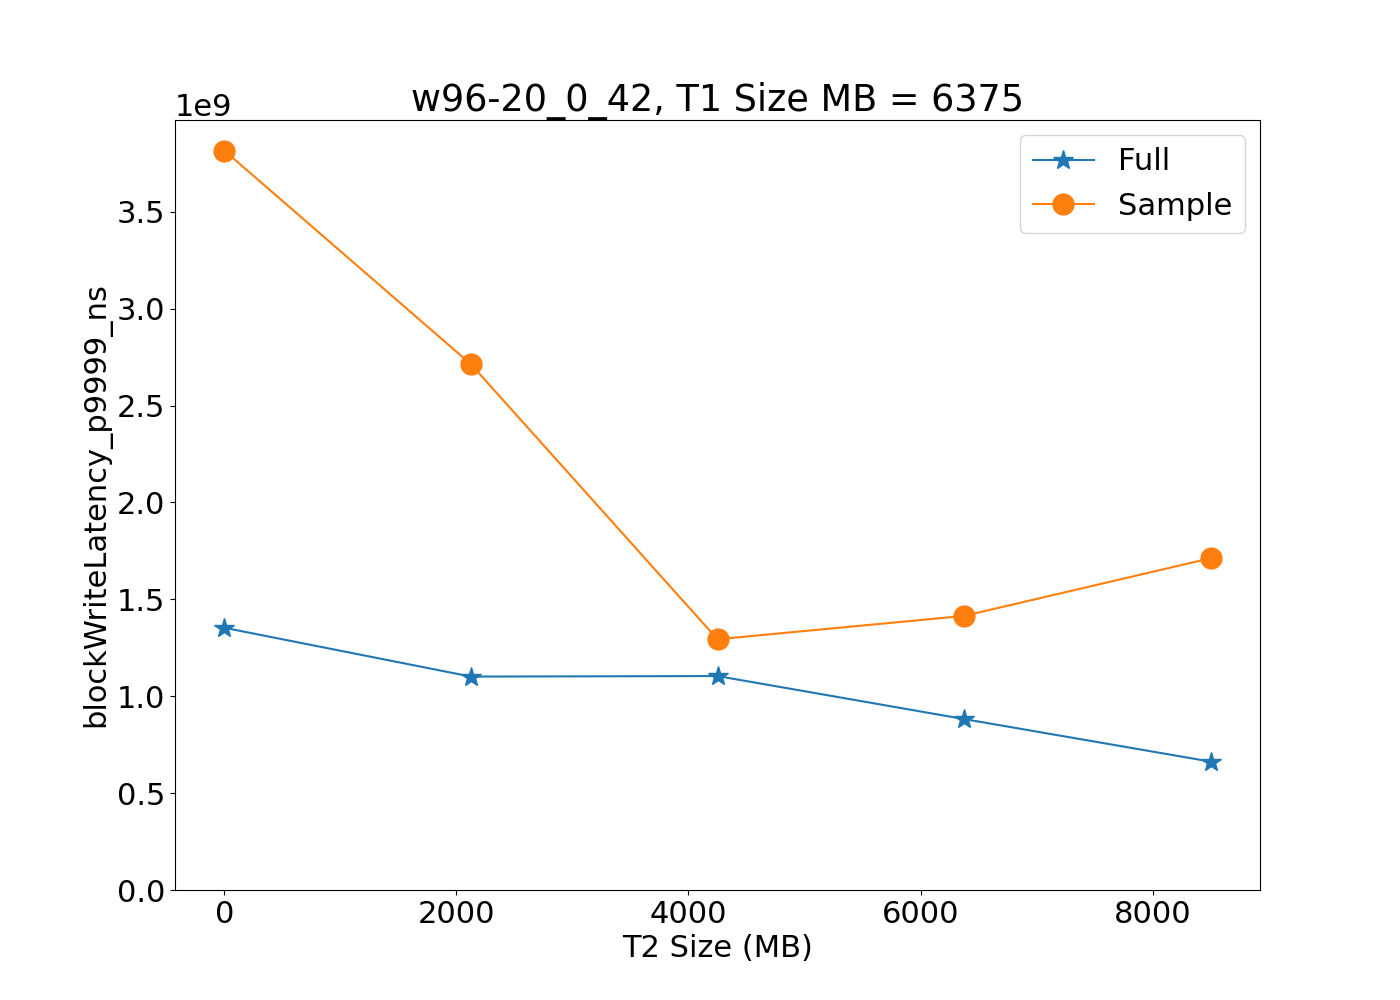 w96-20_0_42, T1 Size MB = 6375
1e9
Full
Sample
3.5
3.0
2.5
2.0
1.5
1.0
0.5
0.0
blockWriteLatency_p9999_ns
0 2000 4000 6000 8000
T2 Size (MB)